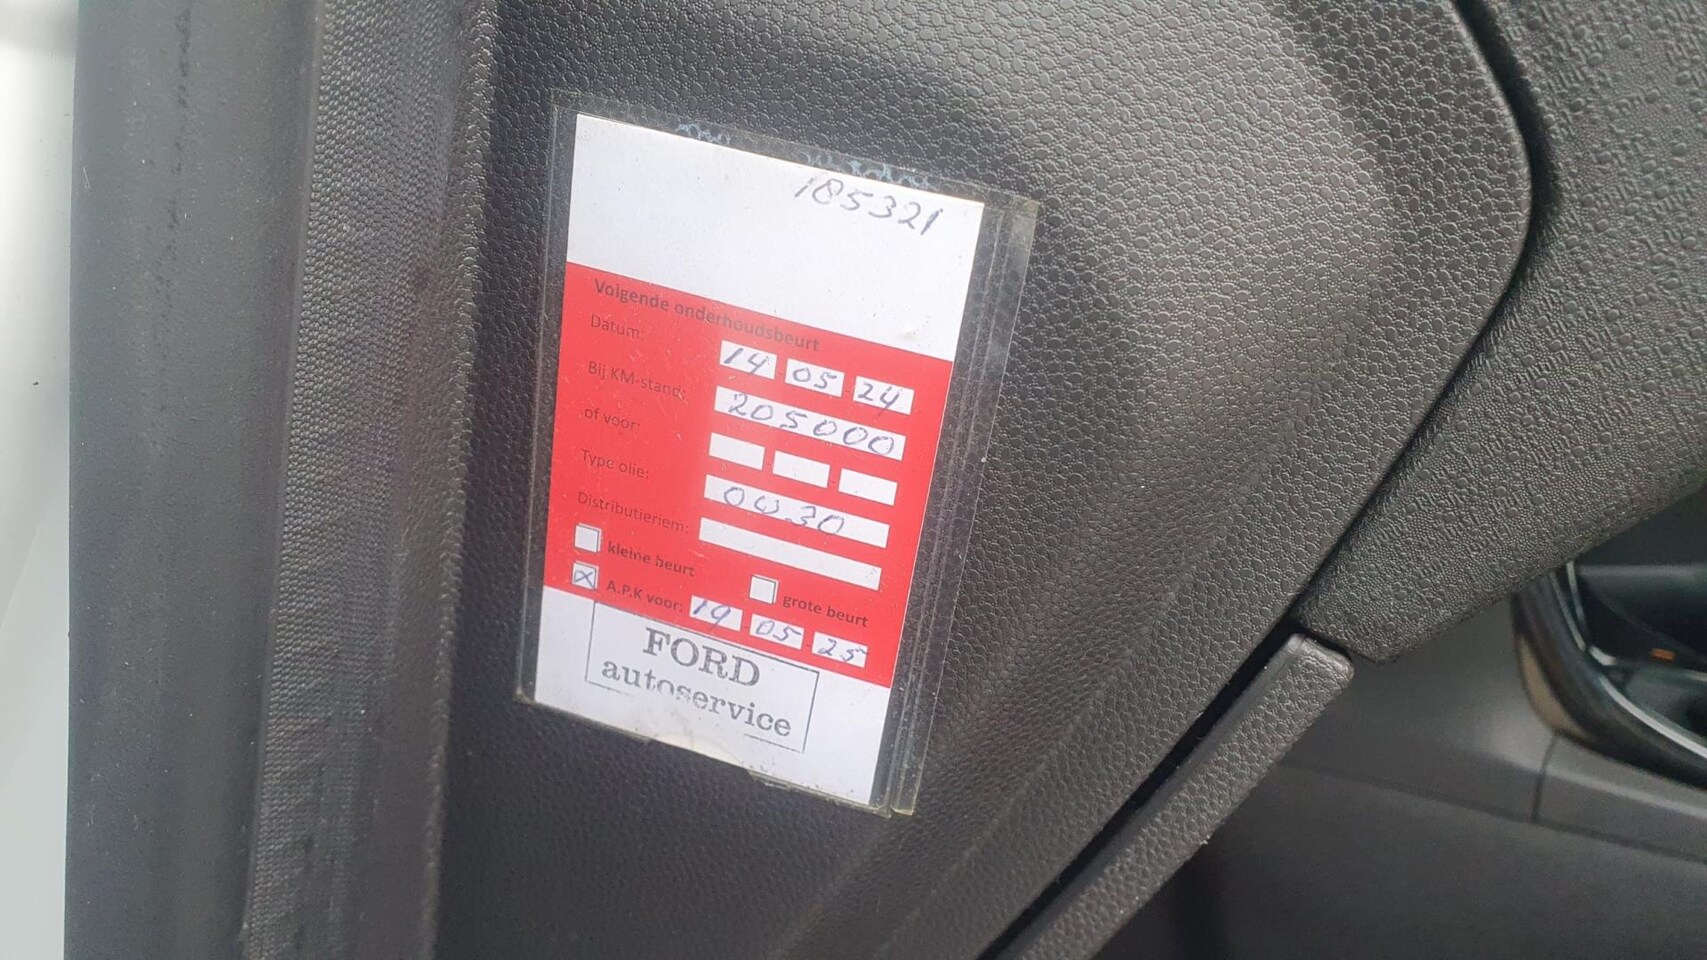 185321
Volgende onderhoudsbeurt
Datum: 14 05 24
Bij KM-stand: 205000
of voor:
Type olie: 0W30
Distributieriem:
kleine beurt grote beurt
A.P.K voor: 19 05 25
FORD
autoservice